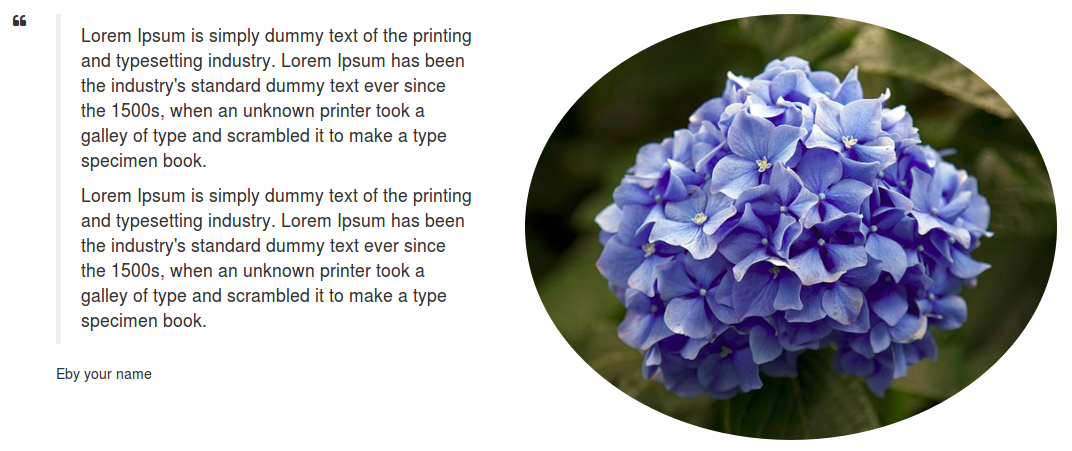 ❝
Lorem Ipsum is simply dummy text of the printing
and typesetting industry. Lorem Ipsum has been
the industry's standard dummy text ever since
the 1500s, when an unknown printer took a
galley of type and scrambled it to make a type
specimen book.
Lorem Ipsum is simply dummy text of the printing
and typesetting industry. Lorem Ipsum has been
the industry's standard dummy text ever since
the 1500s, when an unknown printer took a
galley of type and scrambled it to make a type
specimen book.
Eby your name